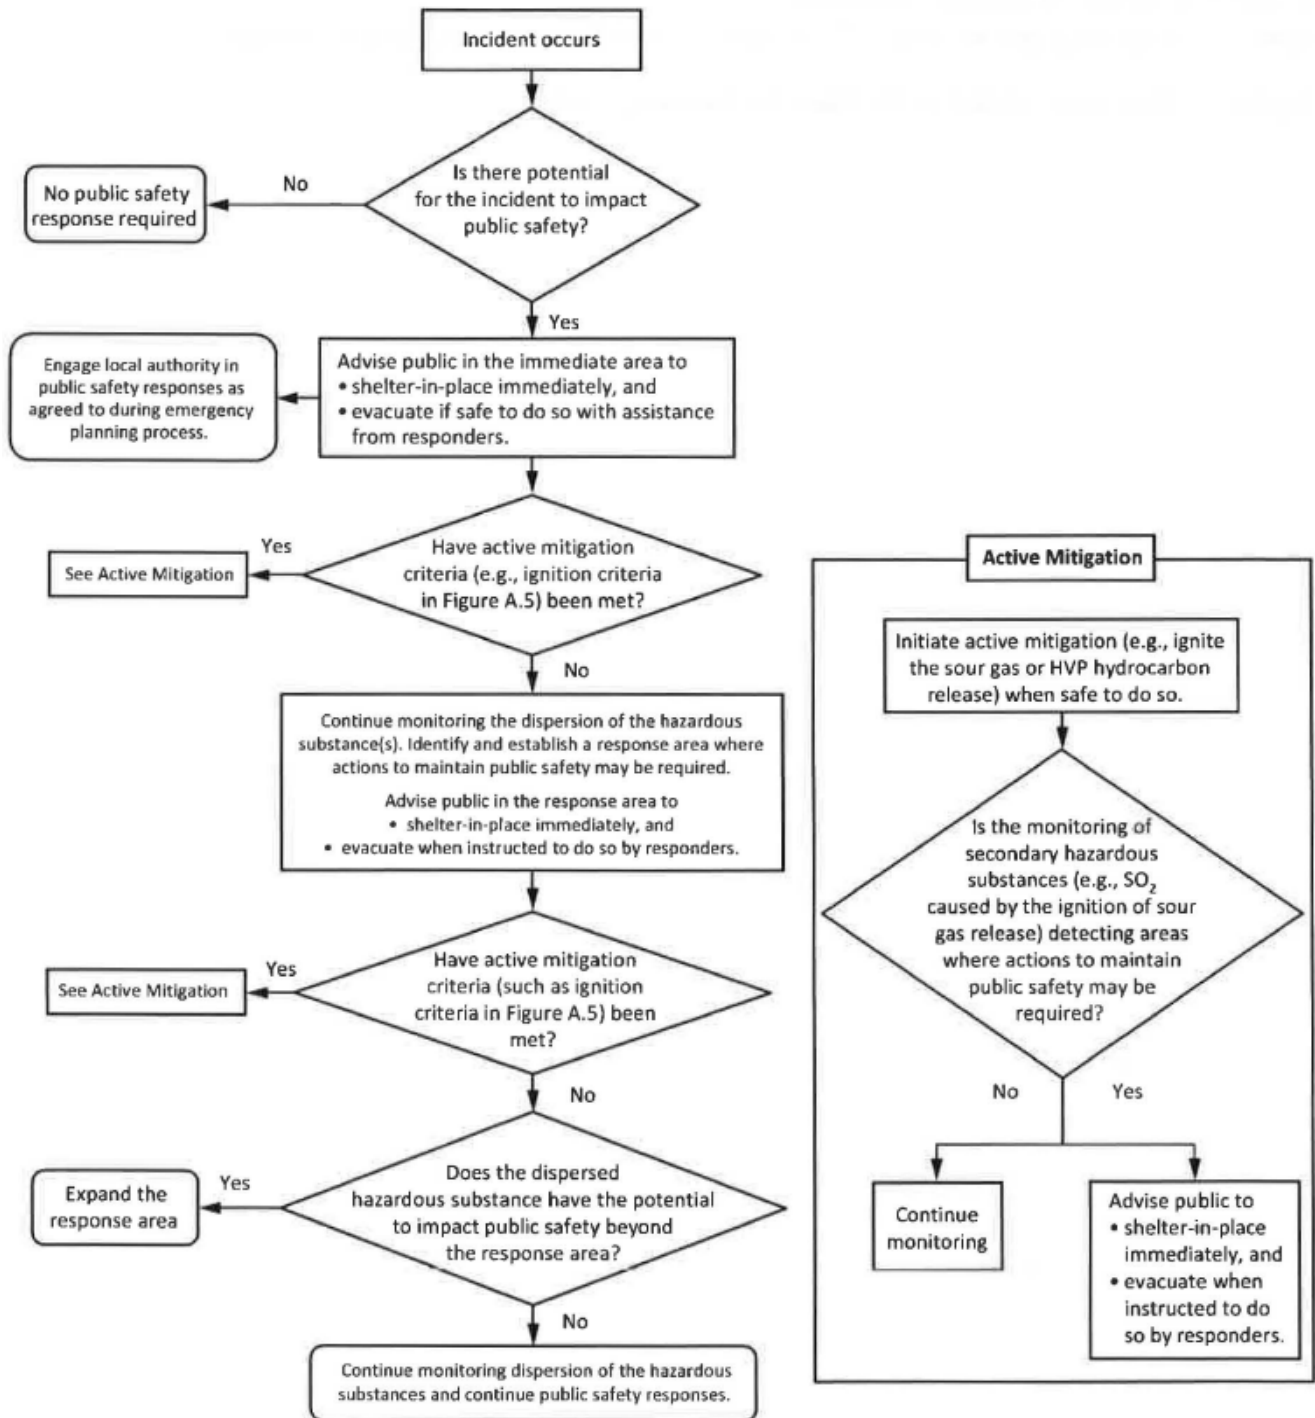 Incident occurs
Is there potential
for the incident to impact
public safety?
No
No public safety
response required
Yes
Engage local authority in
public safety responses as
agreed to during emergency
planning process.
Advise public in the immediate area to
• shelter-in-place immediately, and
• evacuate if safe to do so with assistance
from responders.
Have active mitigation
criteria (e.g., ignition criteria
in Figure A.5) been met?
Yes
See Active Mitigation
No
Continue monitoring the dispersion of the hazardous
substance(s). Identify and establish a response area where
actions to maintain public safety may be required.
Advise public in the response area to
• shelter-in-place immediately, and
• evacuate when instructed to do so by responders.
Have active mitigation
criteria (such as ignition
criteria in Figure A.5) been
met?
Yes
See Active Mitigation
No
Does the dispersed
hazardous substance have the potential
to impact public safety beyond
the response area?
Yes
Expand the
response area
No
Continue monitoring dispersion of the hazardous
substances and continue public safety responses.
Active Mitigation
Initiate active mitigation (e.g., ignite
the sour gas or HVP hydrocarbon
release) when safe to do so.
Is the monitoring of
secondary hazardous
substances (e.g., SO₂
caused by the ignition of sour
gas release) detecting areas
where actions to maintain
public safety may be
required?
No
Yes
Continue
monitoring
Advise public to
• shelter-in-place
immediately, and
• evacuate when
instructed to do
so by responders.